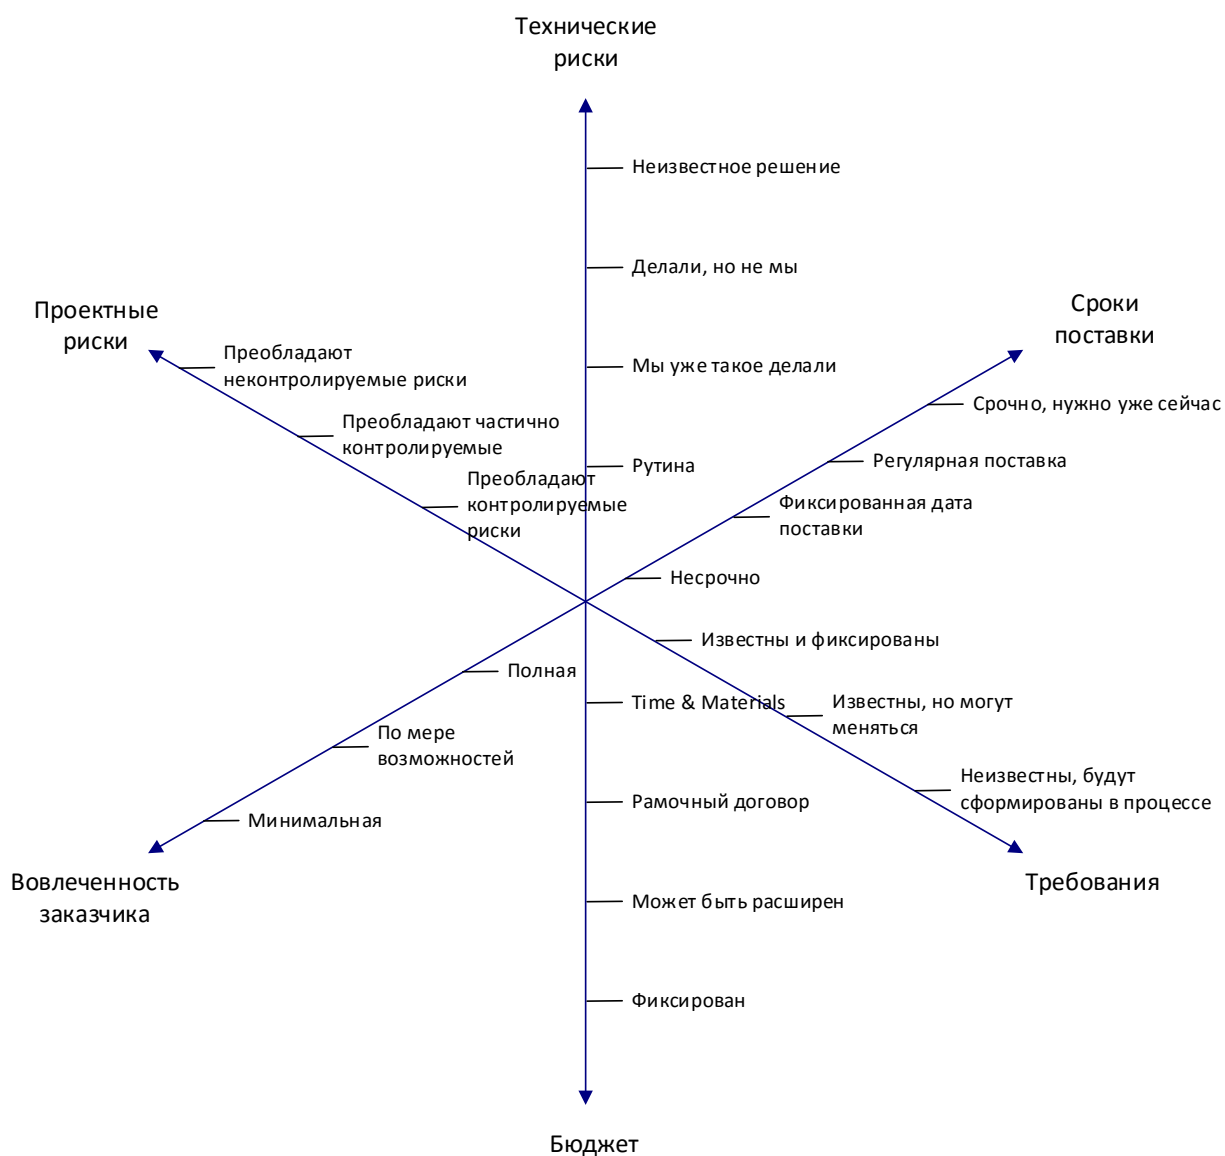 Технические
риски
Неизвестное решение
Делали, но не мы
Проектные
риски
Сроки
поставки
Преобладают
неконтролируемые риски
Мы уже такое делали
Срочно, нужно уже сейчас
Преобладают частично
контролируемые
Рутина
Регулярная поставка
Преобладают
контролируемые
риски
Фиксированная дата
поставки
Несрочно
Известны и фиксированы
Полная
Time & Materials
Известны, но могут
меняться
По мере
возможностей
Неизвестны, будут
сформированы в процессе
Рамочный договор
Минимальная
Вовлеченность
заказчика
Требования
Может быть расширен
Фиксирован
Бюджет